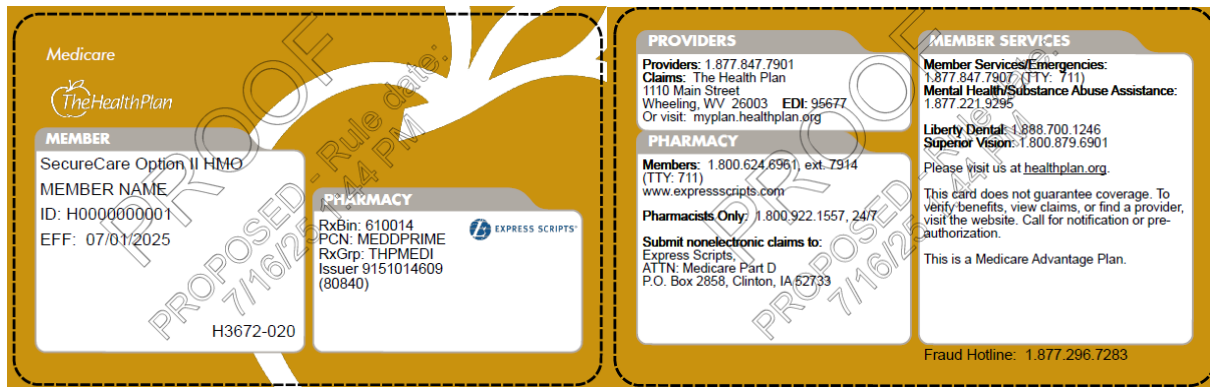 Medicare
TheHealthPlan
MEMBER
SecureCare Option II HMO
MEMBER NAME
ID: H0000000001
EFF: 07/01/2025
H3672-020
PHARMACY
RxBin: 610014
PCN: MEDDPRIME
RxGrp: THPMEDI
Issuer 9151014609
(80840)
EXPRESS SCRIPTS®
PROOF
PROPOSED - Rule date:
7/16/25 1:44 PM
PROVIDERS
Providers: 1.877.847.7901
Claims: The Health Plan
1110 Main Street
Wheeling, WV 26003 EDI: 95677
Or visit: myplan.healthplan.org
PHARMACY
Members: 1.800.624.6961, ext. 7914
(TTY: 711)
www.expressscripts.com
Pharmacists Only: 1.800.922.1557, 24/7
Submit nonelectronic claims to:
Express Scripts,
ATTN: Medicare Part D
P.O. Box 2858, Clinton, IA 52733
MEMBER SERVICES
Member Services/Emergencies:
1.877.847.7907 (TTY: 711)
Mental Health/Substance Abuse Assistance:
1.877.221.9295
Liberty Dental: 1.888.700.1246
Superior Vision: 1.800.879.6901
Please visit us at healthplan.org.
This card does not guarantee coverage. To
verify benefits, view claims, or find a provider,
visit the website. Call for notification or pre-
authorization.
This is a Medicare Advantage Plan.
Fraud Hotline: 1.877.296.7283
PROOF
PROPOSED - Rule date:
7/16/25 44 PM